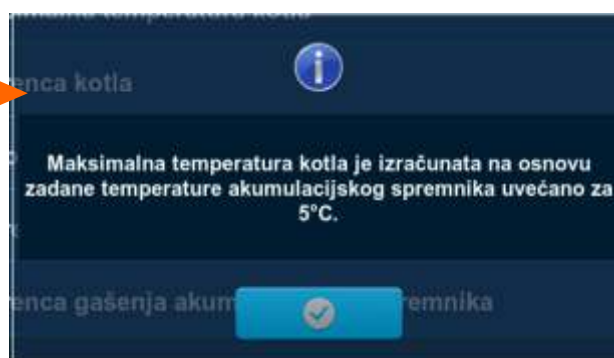 enca kotla
Maksimalna temperatura kotla je izračunata na osnovu
zadane temperature akumulacijskog spremnika uvećano za
5°C.
enca gašenja akum
emnika